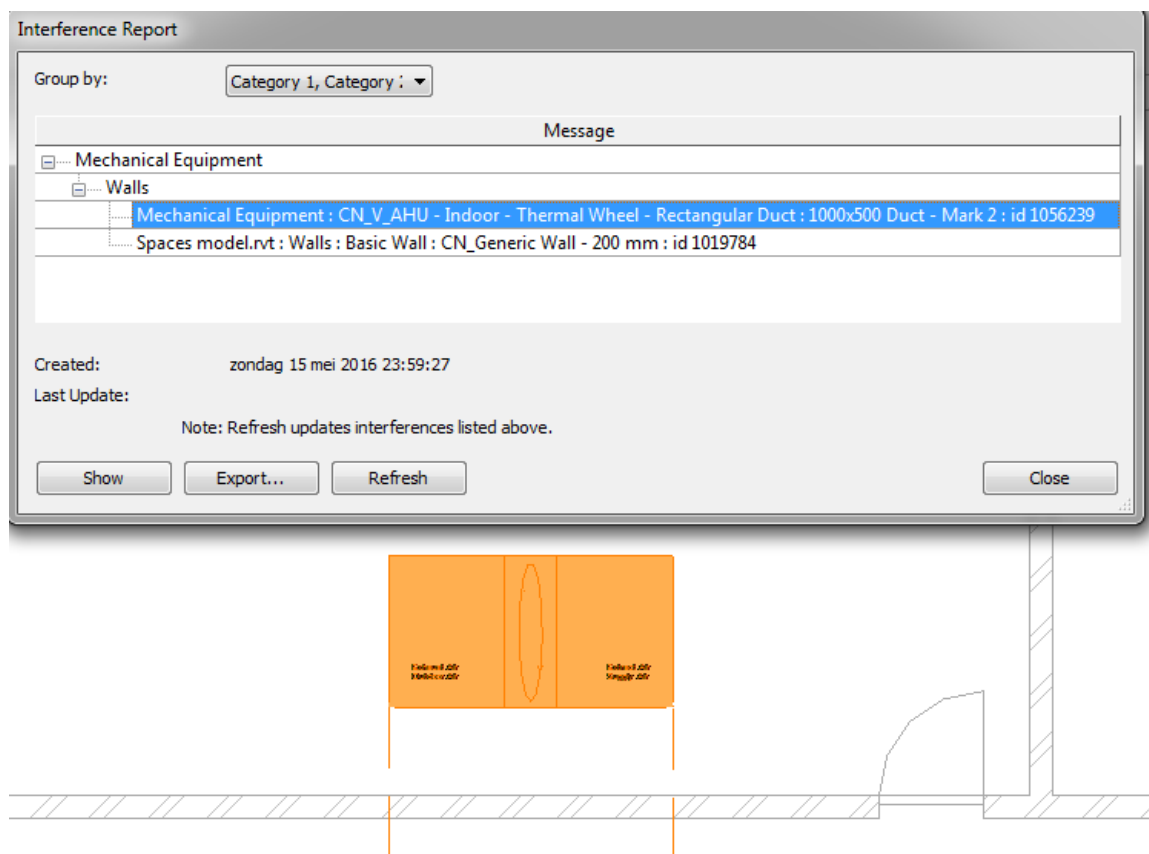 Interference Report
Group by: Category 1, Category
Message
Mechanical Equipment
Walls
Mechanical Equipment : CN_V_AHU - Indoor - Thermal Wheel - Rectangular Duct : 1000x500 Duct - Mark 2 : id 1056239
Spaces model.rvt : Walls : Basic Wall : CN_Generic Wall - 200 mm : id 1019784
Created: zondag 15 mei 2016 23:59:27
Last Update:
Note: Refresh updates interferences listed above.
Show Export... Refresh Close